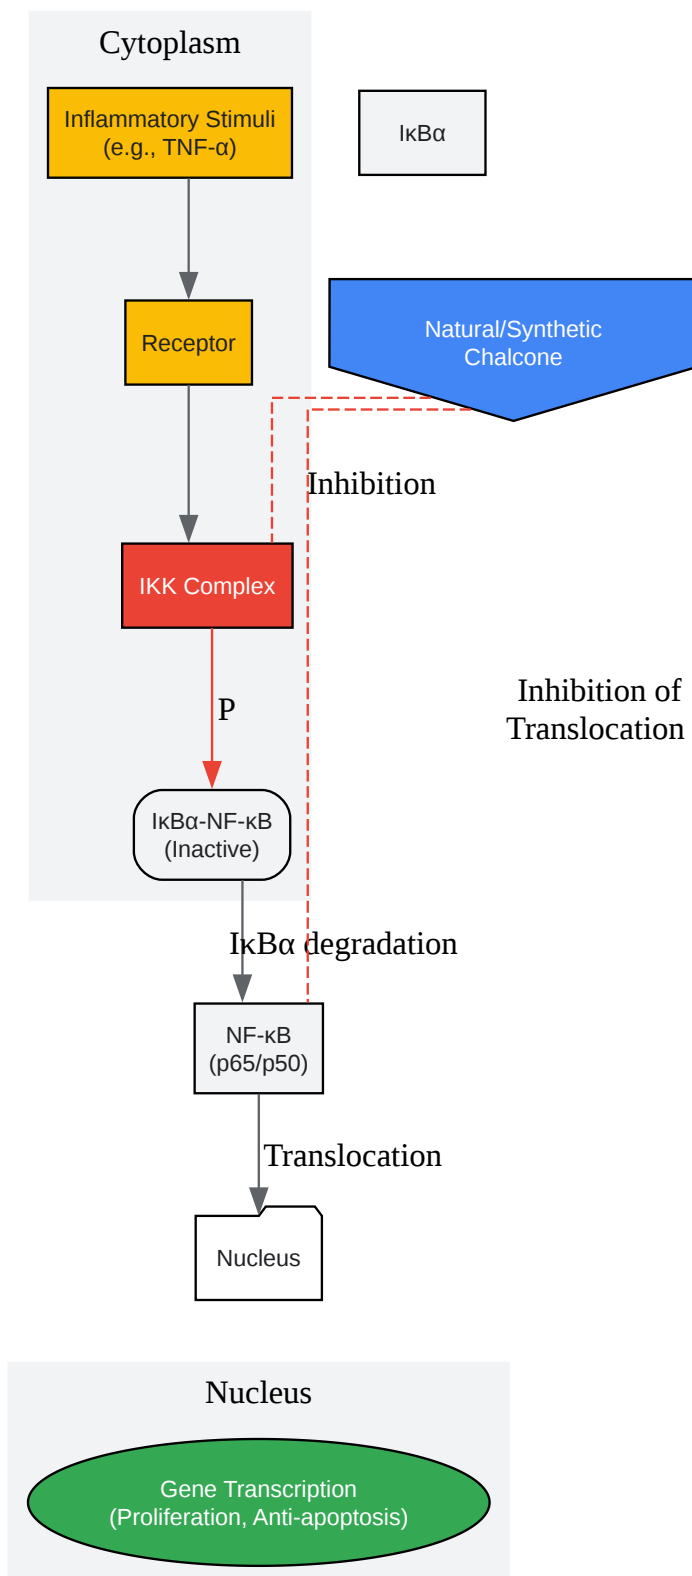 Cytoplasm
Inflammatory Stimuli
(e.g., TNF-α)
IκBα
Natural/Synthetic
Chalcone
Receptor
Inhibition
IKK Complex
Inhibition of
Translocation
P
IκBα-NF-κB
(Inactive)
IκBα degradation
NF-κB
(p65/p50)
Translocation
Nucleus
Nucleus
Gene Transcription
(Proliferation, Anti-apoptosis)